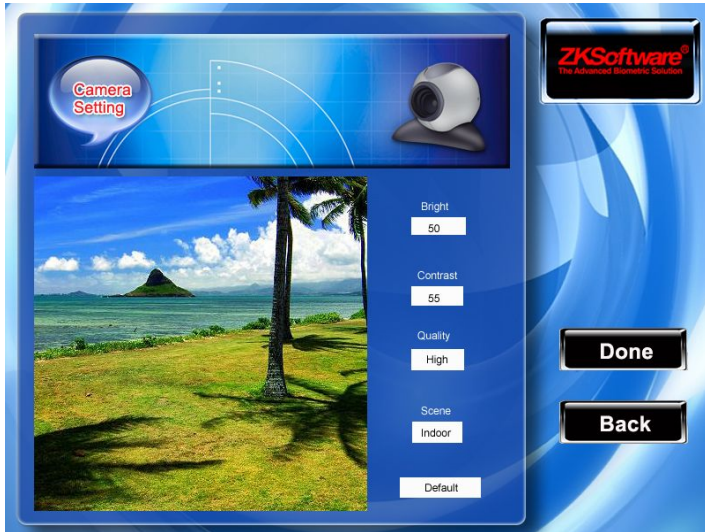 Camera
Setting
ZKSoftware®
The Advanced Biometric Solution
Bright
50
Contrast
55
Quality
High
Scene
Indoor
Default
Done
Back